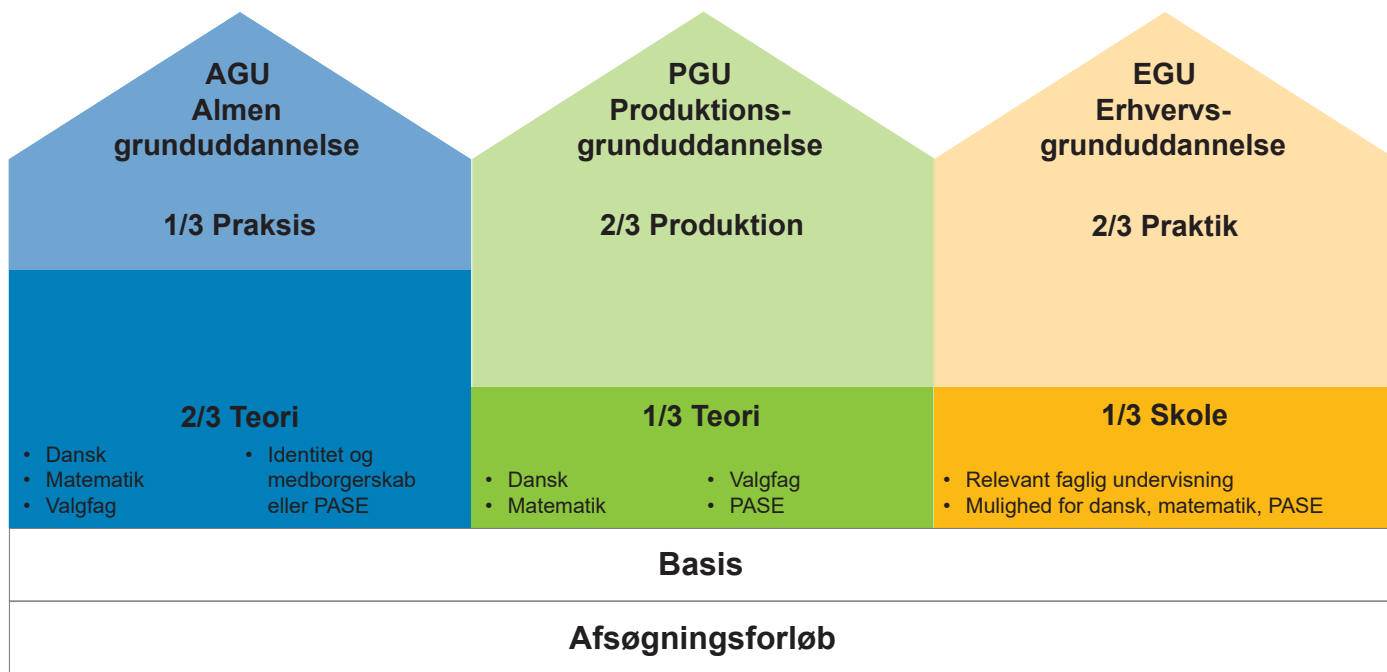 AGU
Almen
grunduddannelse
1/3 Praksis
2/3 Teori
• Dansk
• Matematik
• Valgfag
• Identitet og
medborgerskab
eller PASE
PGU
Produktions-
grunduddannelse
2/3 Produktion
1/3 Teori
• Dansk
• Matematik
• Valgfag
• PASE
EGU
Erhvervs-
grunduddannelse
2/3 Praktik
1/3 Skole
• Relevant faglig undervisning
• Mulighed for dansk, matematik, PASE
Basis
Afsøgningsforløb